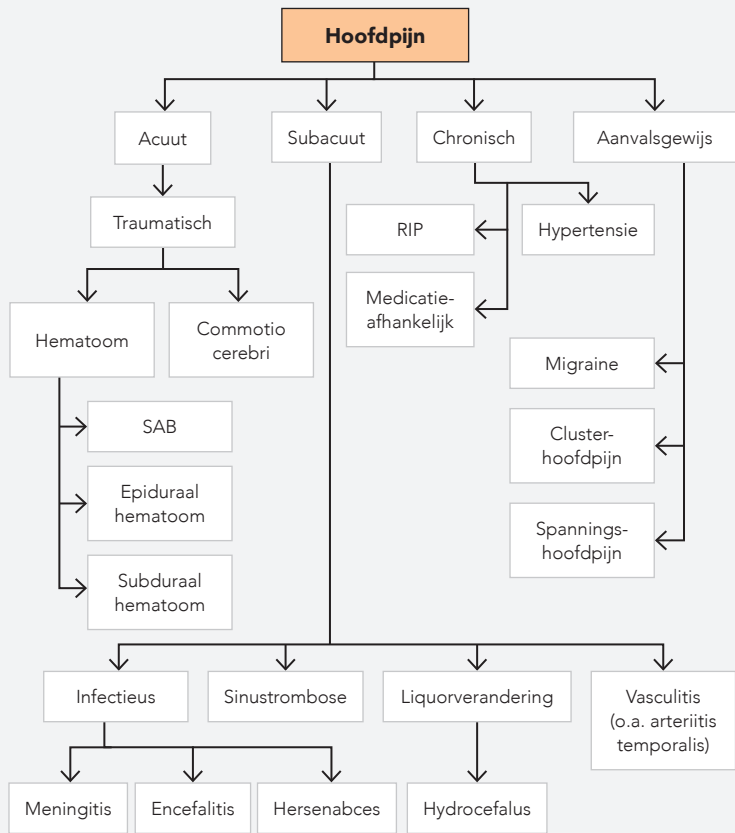 Hoofdpijn
Acuut
Subacuut
Chronisch
Aanvalsgewijs
Traumatisch
RIP
Hypertensie
Medicatie-
afhankelijk
Hematoom
Commotio
cerebri
Migraine
SAB
Cluster-
hoofdpijn
Epiduraal
hematoom
Spannings-
hoofdpijn
Subduraal
hematoom
Infectieus
Sinustrombose
Liquorverandering
Vasculitis
(o.a. arteriitis
temporalis)
Meningitis
Encefalitis
Hersenabces
Hydrocefalus